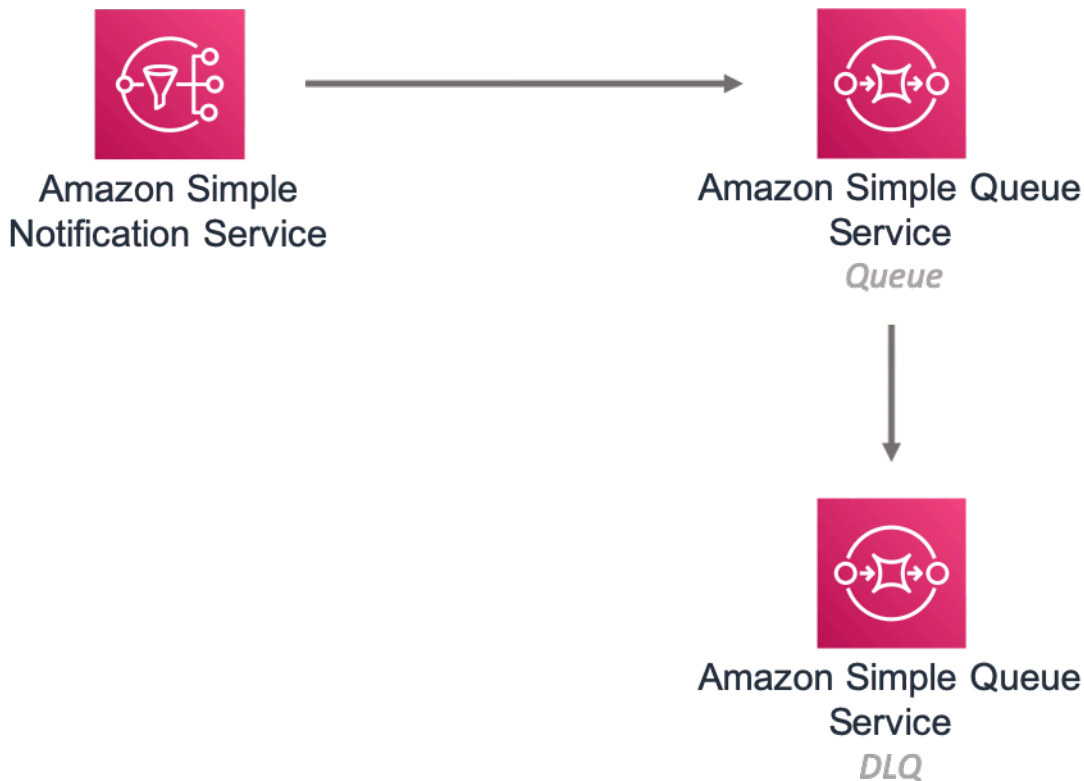 Amazon Simple
Notification Service
Amazon Simple Queue
Service
Queue
Amazon Simple Queue
Service
DLQ